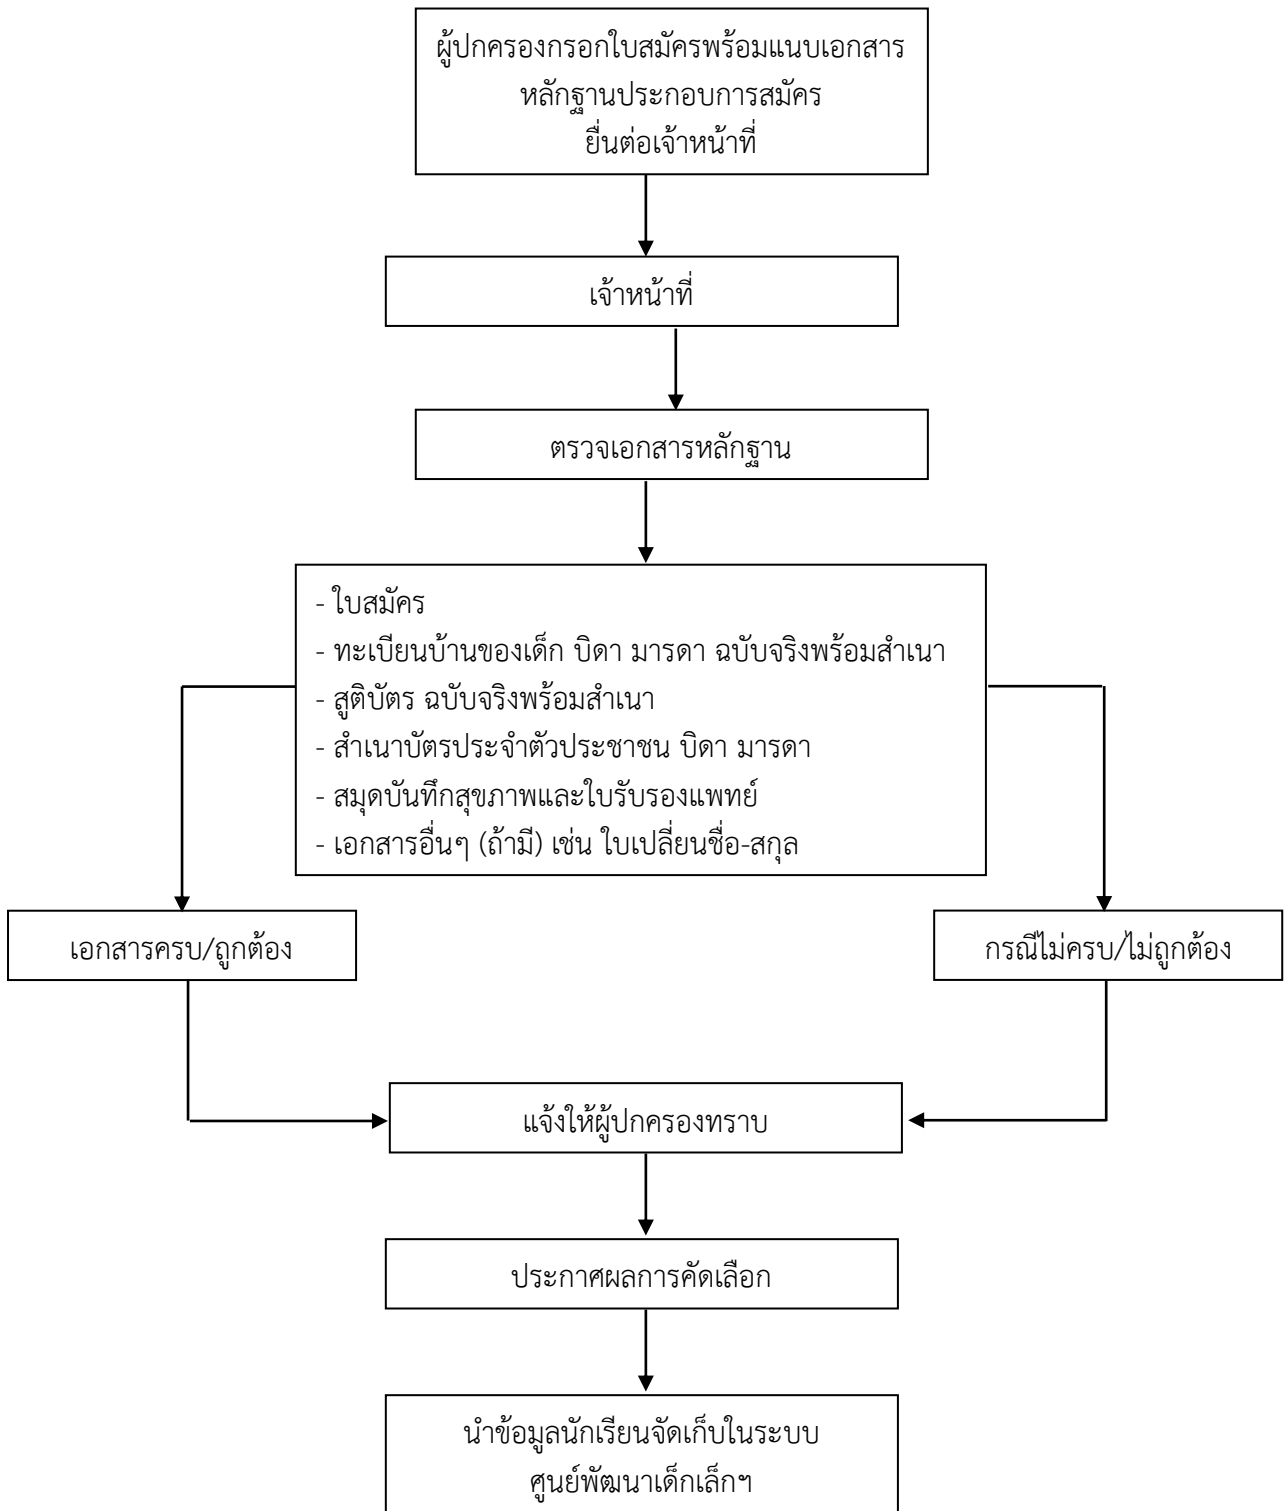 ผู้ปกครองกรอกใบสมัครพร้อมแนบเอกสาร
หลักฐานประกอบการสมัคร
ยื่นต่อเจ้าหน้าที่
เจ้าหน้าที่
ตรวจเอกสารหลักฐาน
- ใบสมัคร
- ทะเบียนบ้านของเด็ก บิดา มารดา ฉบับจริงพร้อมสำเนา
- สูติบัตร ฉบับจริงพร้อมสำเนา
- สำเนาบัตรประจำตัวประชาชน บิดา มารดา
- สมุดบันทึกสุขภาพและใบรับรองแพทย์
- เอกสารอื่นๆ (ถ้ามี) เช่น ใบเปลี่ยนชื่อ-สกุล
เอกสารครบ/ถูกต้อง
กรณีไม่ครบ/ไม่ถูกต้อง
แจ้งให้ผู้ปกครองทราบ
ประกาศผลการคัดเลือก
นำข้อมูลนักเรียนจัดเก็บในระบบ
ศูนย์พัฒนาเด็กเล็กฯ